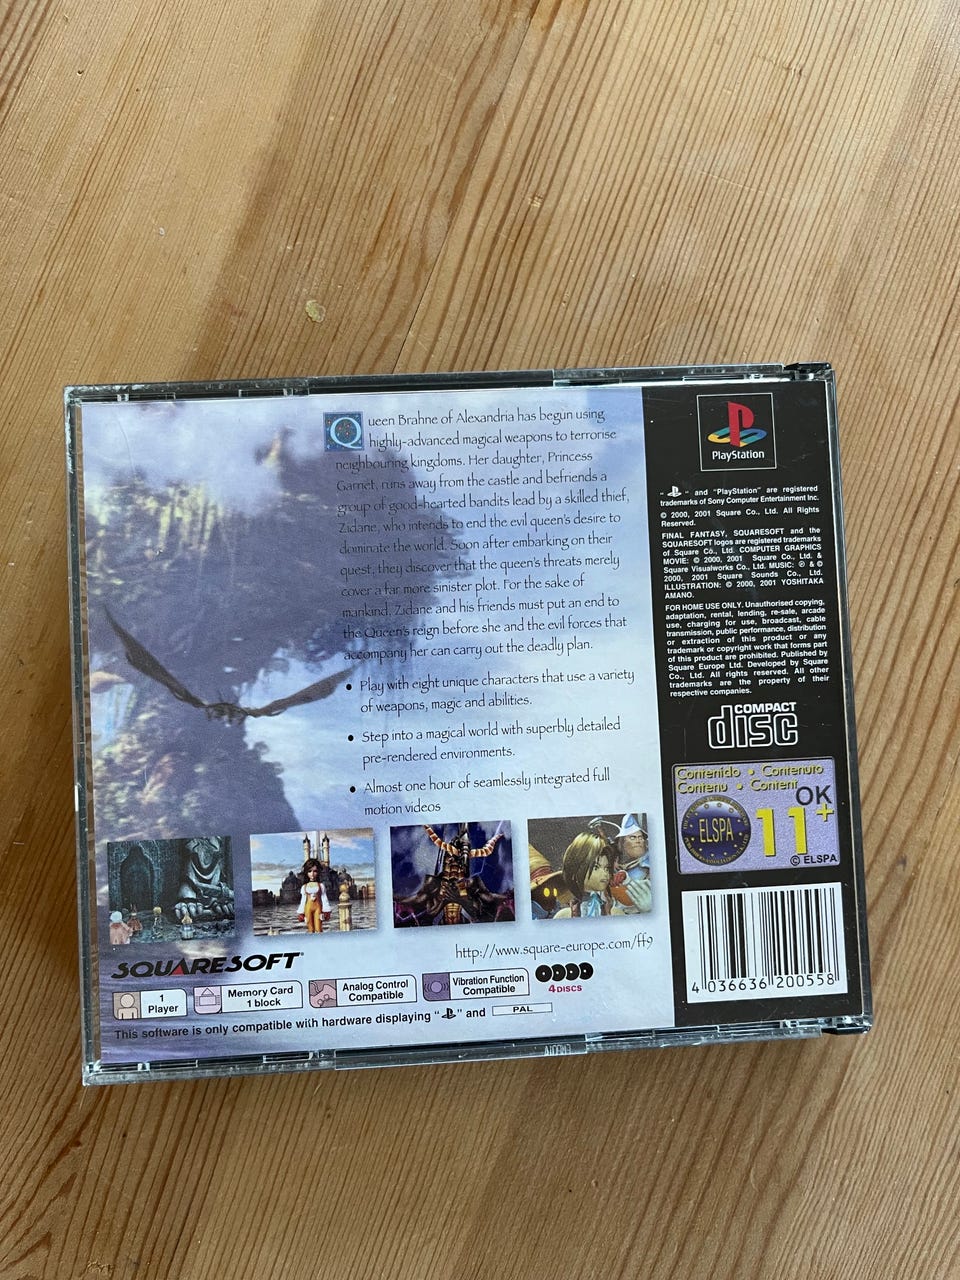 Queen Brahne of Alexandria has begun using
highly-advanced magical weapons to terrorise
neighbouring kingdoms. Her daughter, Princess
Garnet, runs away from the castle and befriends a
group of good-hearted bandits lead by a skilled thief,
Zidane, who intends to end the evil queen's desire to
dominate the world. Soon after embarking on their
quest, they discover that the queen's threats merely
cover a far more sinister plot. For the sake of
mankind, Zidane and his friends must put an end to
the Queen's reign before she and the evil forces that
accompany her can carry out the deadly plan.
• Play with eight unique characters that use a variety
of weapons, magic and abilities.
• Step into a magical world with superbly detailed
pre-rendered environments.
• Almost one hour of seamlessly integrated full
motion videos
http://www.square-europe.com/ff9
SQUARESOFT
1
Player
Memory Card
1 block
Analog Control
Compatible
Vibration Function
Compatible
4 DISCS
This software is only compatible with hardware displaying " " and PAL
PlayStation
" " and "PlayStation" are registered
trademarks of Sony Computer Entertainment Inc.
© 2000, 2001 Square Co., Ltd. All Rights
Reserved.
FINAL FANTASY, SQUARESOFT and the
SQUARESOFT logos are registered trademarks
of Square Co., Ltd. COMPUTER GRAPHICS
MOVIE: © 2000, 2001 Square Co., Ltd. &
Square Visualworks Co., Ltd. MUSIC: ℗ & ©
2000, 2001 Square Sounds Co., Ltd.
ILLUSTRATION: © 2000, 2001 YOSHITAKA
AMANO.
FOR HOME USE ONLY. Unauthorised copying,
adaptation, rental, lending, re-sale, arcade
use, charging for use, broadcast, cable
transmission, public performance, distribution
or extraction of this product or any
trademark or copyright work that forms part
of this product are prohibited. Published by
Square Europe Ltd. Developed by Square
Co., Ltd. All rights reserved. All other
trademarks are the property of their
respective companies.
COMPACT
disc
Contenido • Contenuto
Contenu • Content
OK
ELSPA
11+
© ELSPA
4 036636 200558